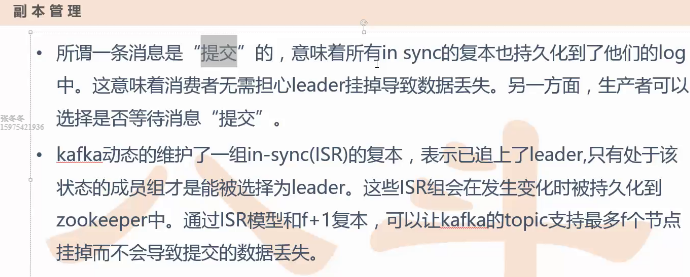 副本管理
• 所谓一条消息是“提交”的，意味着所有in sync的复本也持久化到了他们的log
中。这意味着消费者无需担心leader挂掉导致数据丢失。另一方面，生产者可以
选择是否等待消息“提交”。
张冬冬
15975421936
• kafka动态的维护了一组in-sync(ISR)的复本，表示已追上了leader,只有处于该
状态的成员组才是能被选择为leader。这些ISR组会在发生变化时被持久化到
zookeeper中。通过ISR模型和f+1复本，可以让kafka的topic支持最多f个节点
挂掉而不会导致提交的数据丢失。
八斗